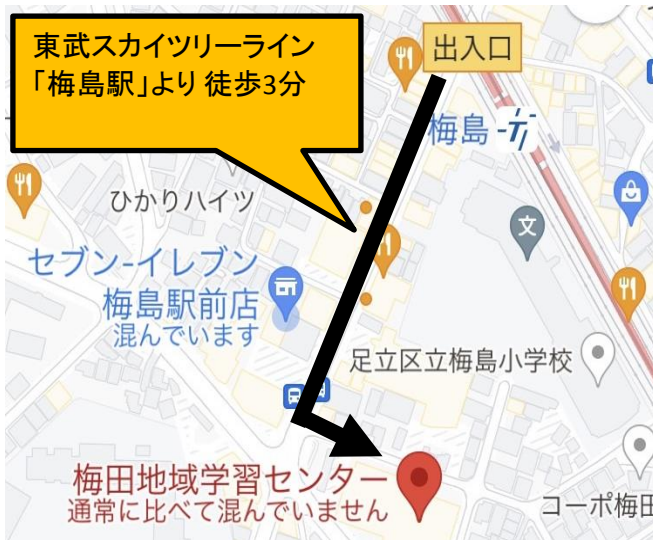 東武スカイツリーライン
「梅島駅」より 徒歩3分
出入口
梅島
ひかりハイツ
文
セブン-イレブン
梅島駅前店
混んでいます
足立区立梅島小学校
梅田地域学習センター
通常に比べて混んでいません
コーポ梅田